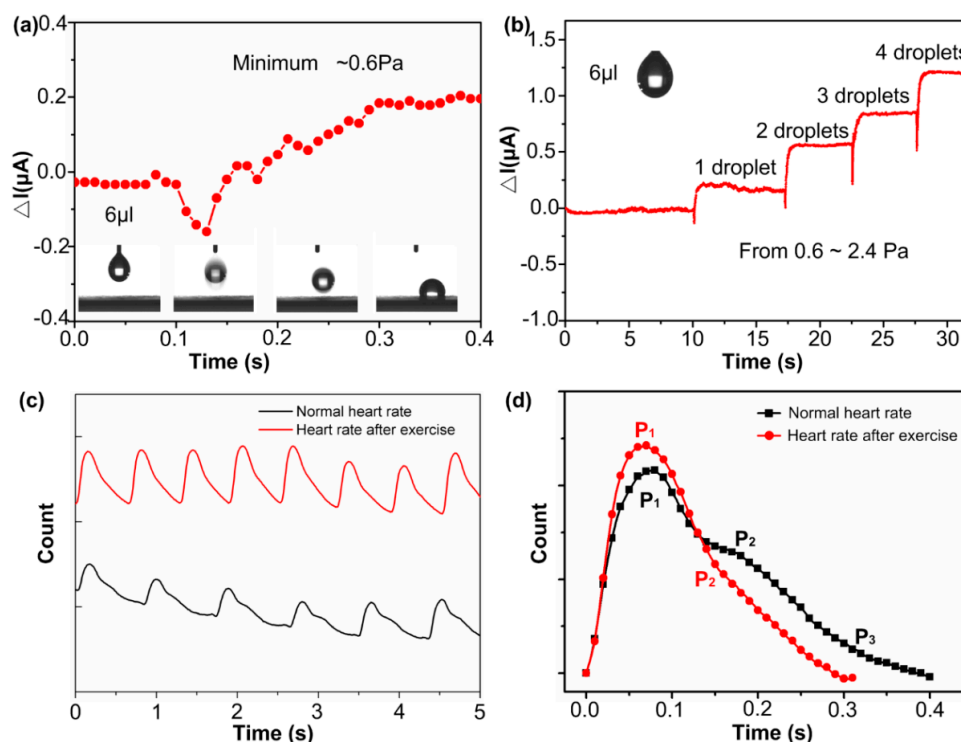 (a)
0.4
0.2
0.0
-0.2
-0.4
△I(μA)
Minimum ~0.6Pa
6μl
0.0 0.1 0.2 0.3 0.4
Time (s)
(b)
1.5
1.0
0.5
0.0
-0.5
-1.0
△I(μA)
6μl
4 droplets
3 droplets
2 droplets
1 droplet
From 0.6 ~ 2.4 Pa
0 5 10 15 20 25 30
Time (s)
(c)
Normal heart rate
Heart rate after exercise
Count
0 1 2 3 4 5
Time (s)
(d)
Normal heart rate
Heart rate after exercise
P₁
P₁
P₂
P₂
P₃
Count
0.0 0.1 0.2 0.3 0.4
Time (s)